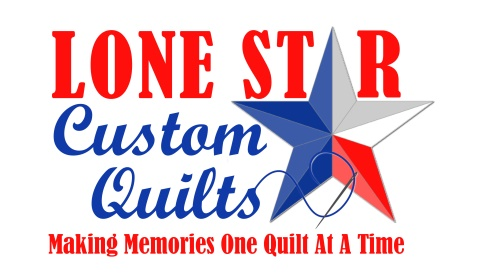 LONE STAR
Custom
Quilts
Making Memories One Quilt At A Time